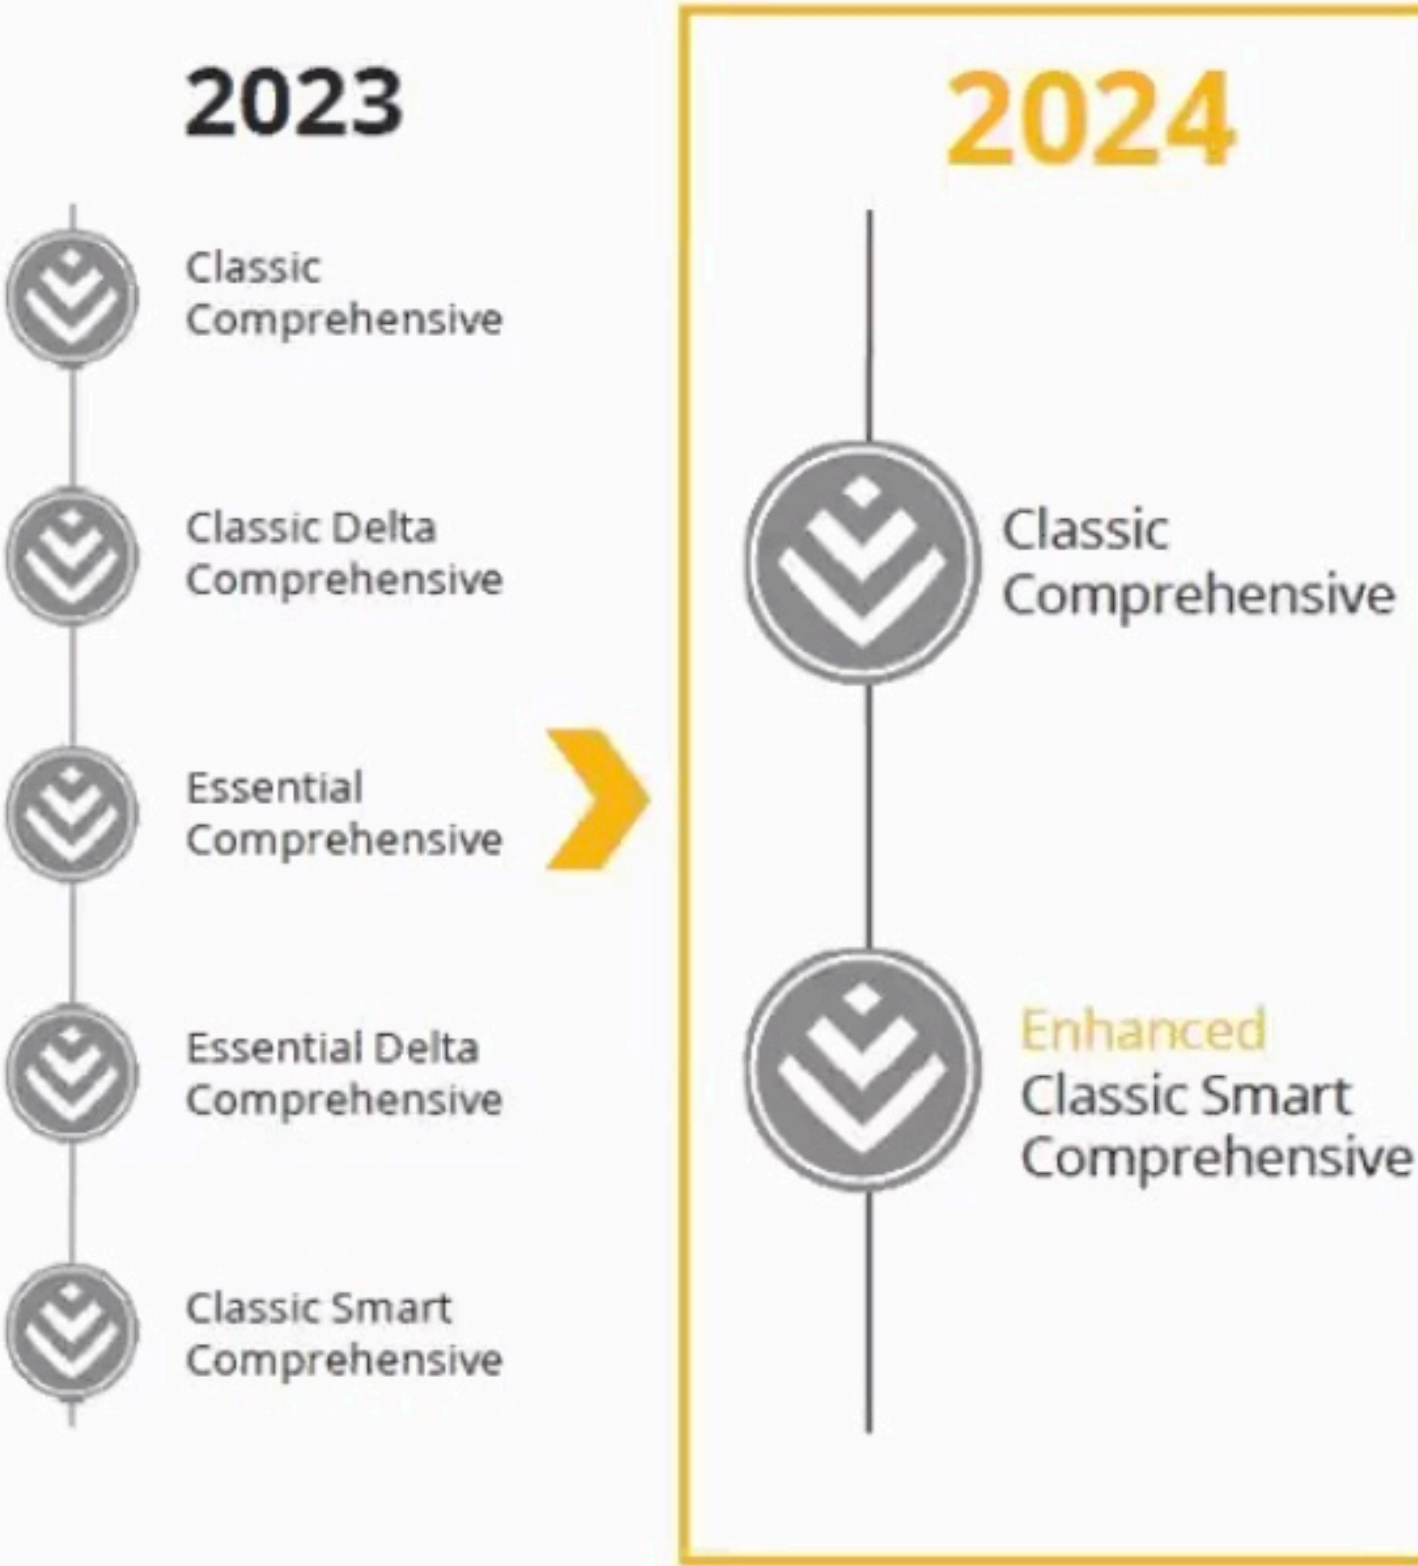 2023
Classic
Comprehensive
Classic Delta
Comprehensive
Essential
Comprehensive
Essential Delta
Comprehensive
Classic Smart
Comprehensive
2024
Classic
Comprehensive
Enhanced
Classic Smart
Comprehensive